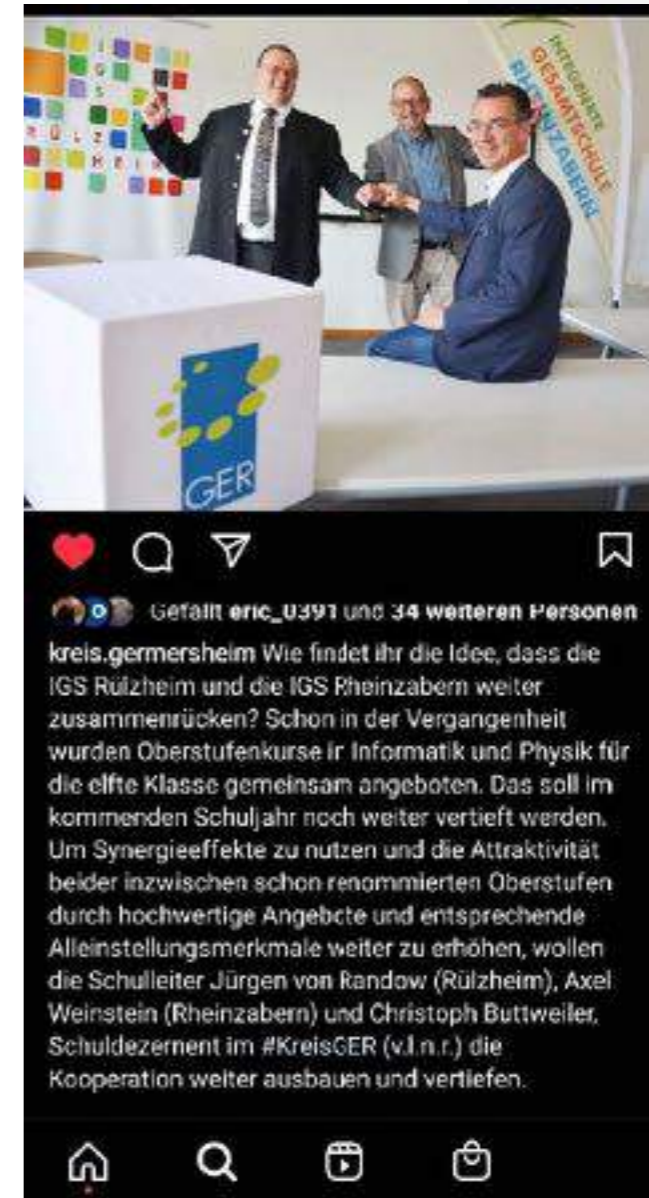 I
G
S
RÜLZ
HEIM
INTEGRIERTE
GESAMTSCHULE
RHEINZABERN
GER
Gefällt eric_0391 und 34 weiteren Personen
kreis.germersheim Wie findet ihr die Idee, dass die
IGS Rülzheim und die IGS Rheinzabern weiter
zusammenrücken? Schon in der Vergangenheit
wurden Oberstufenkurse in Informatik und Physik für
die elfte Klasse gemeinsam angeboten. Das soll im
kommenden Schuljahr noch weiter vertieft werden.
Um Synergieeffekte zu nutzen und die Attraktivität
beider inzwischen schon renommierten Oberstufen
durch hochwertige Angebote und entsprechende
Alleinstellungsmerkmale weiter zu erhöhen, wollen
die Schulleiter Jürgen von Randow (Rülzheim), Axel
Weinstein (Rheinzabern) und Christoph Buttweiler,
Schuldezernent im #KreisGER (v.l.n.r.) die
Kooperation weiter ausbauen und vertiefen.